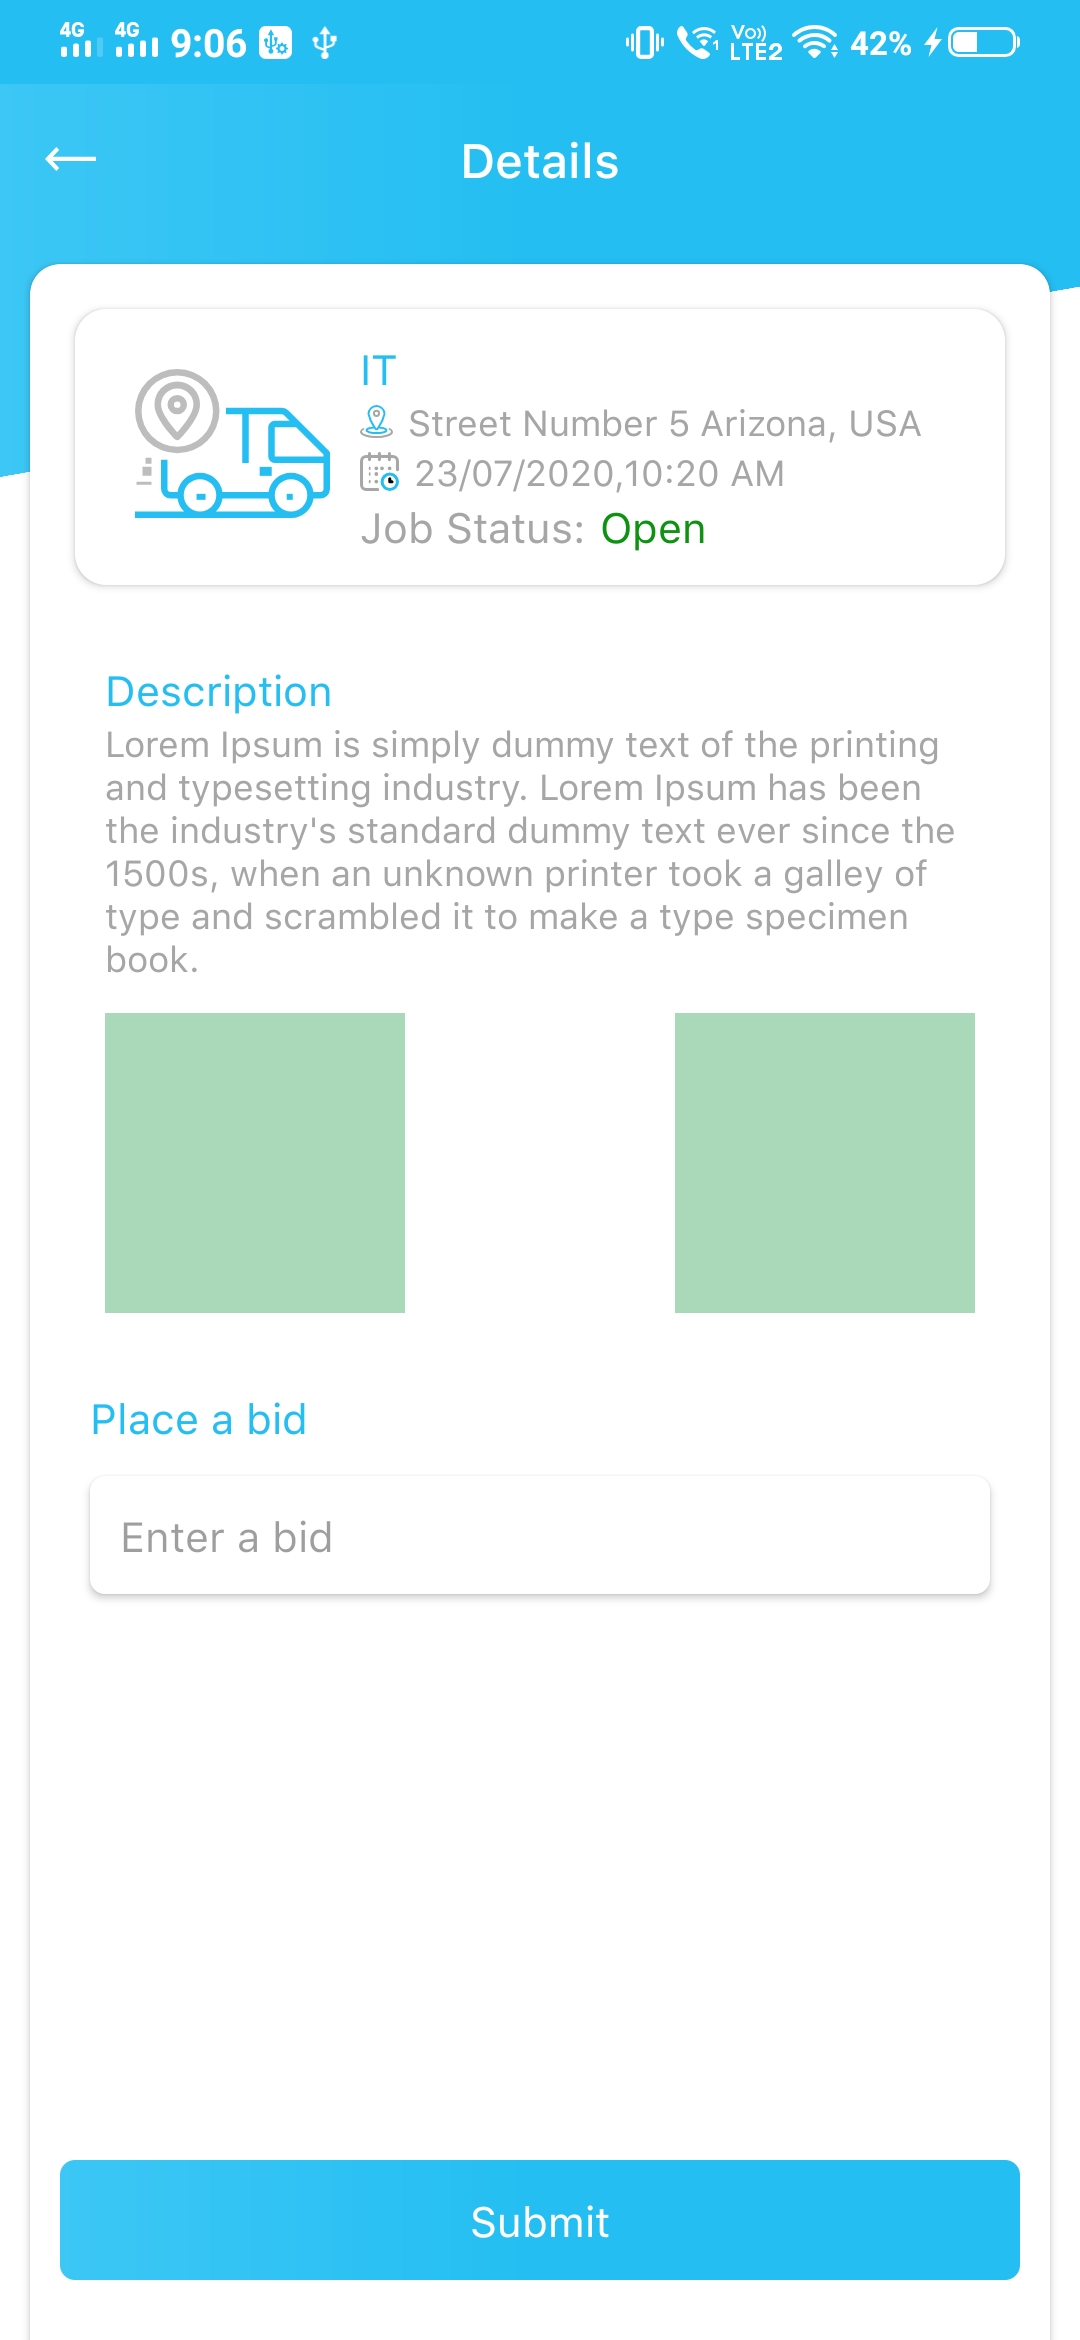 4G 4G 9:06 1 Vo)) LTE2 42%
Details
IT
Street Number 5 Arizona, USA
23/07/2020,10:20 AM
Job Status: Open
Description
Lorem Ipsum is simply dummy text of the printing
and typesetting industry. Lorem Ipsum has been
the industry's standard dummy text ever since the
1500s, when an unknown printer took a galley of
type and scrambled it to make a type specimen
book.
Place a bid
Enter a bid
Submit